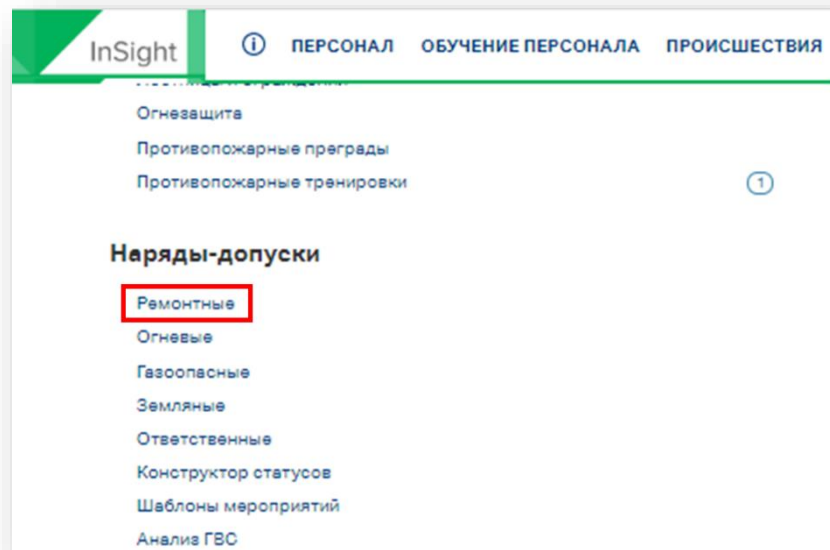 InSight
ПЕРСОНАЛ ОБУЧЕНИЕ ПЕРСОНАЛА ПРОИСШЕСТВИЯ
Огнезащита
Противопожарные преграды
Противопожарные тренировки 1
Наряды-допуски
Ремонтные
Огневые
Газоопасные
Земляные
Ответственные
Конструктор статусов
Шаблоны мероприятий
Анализ ГВС